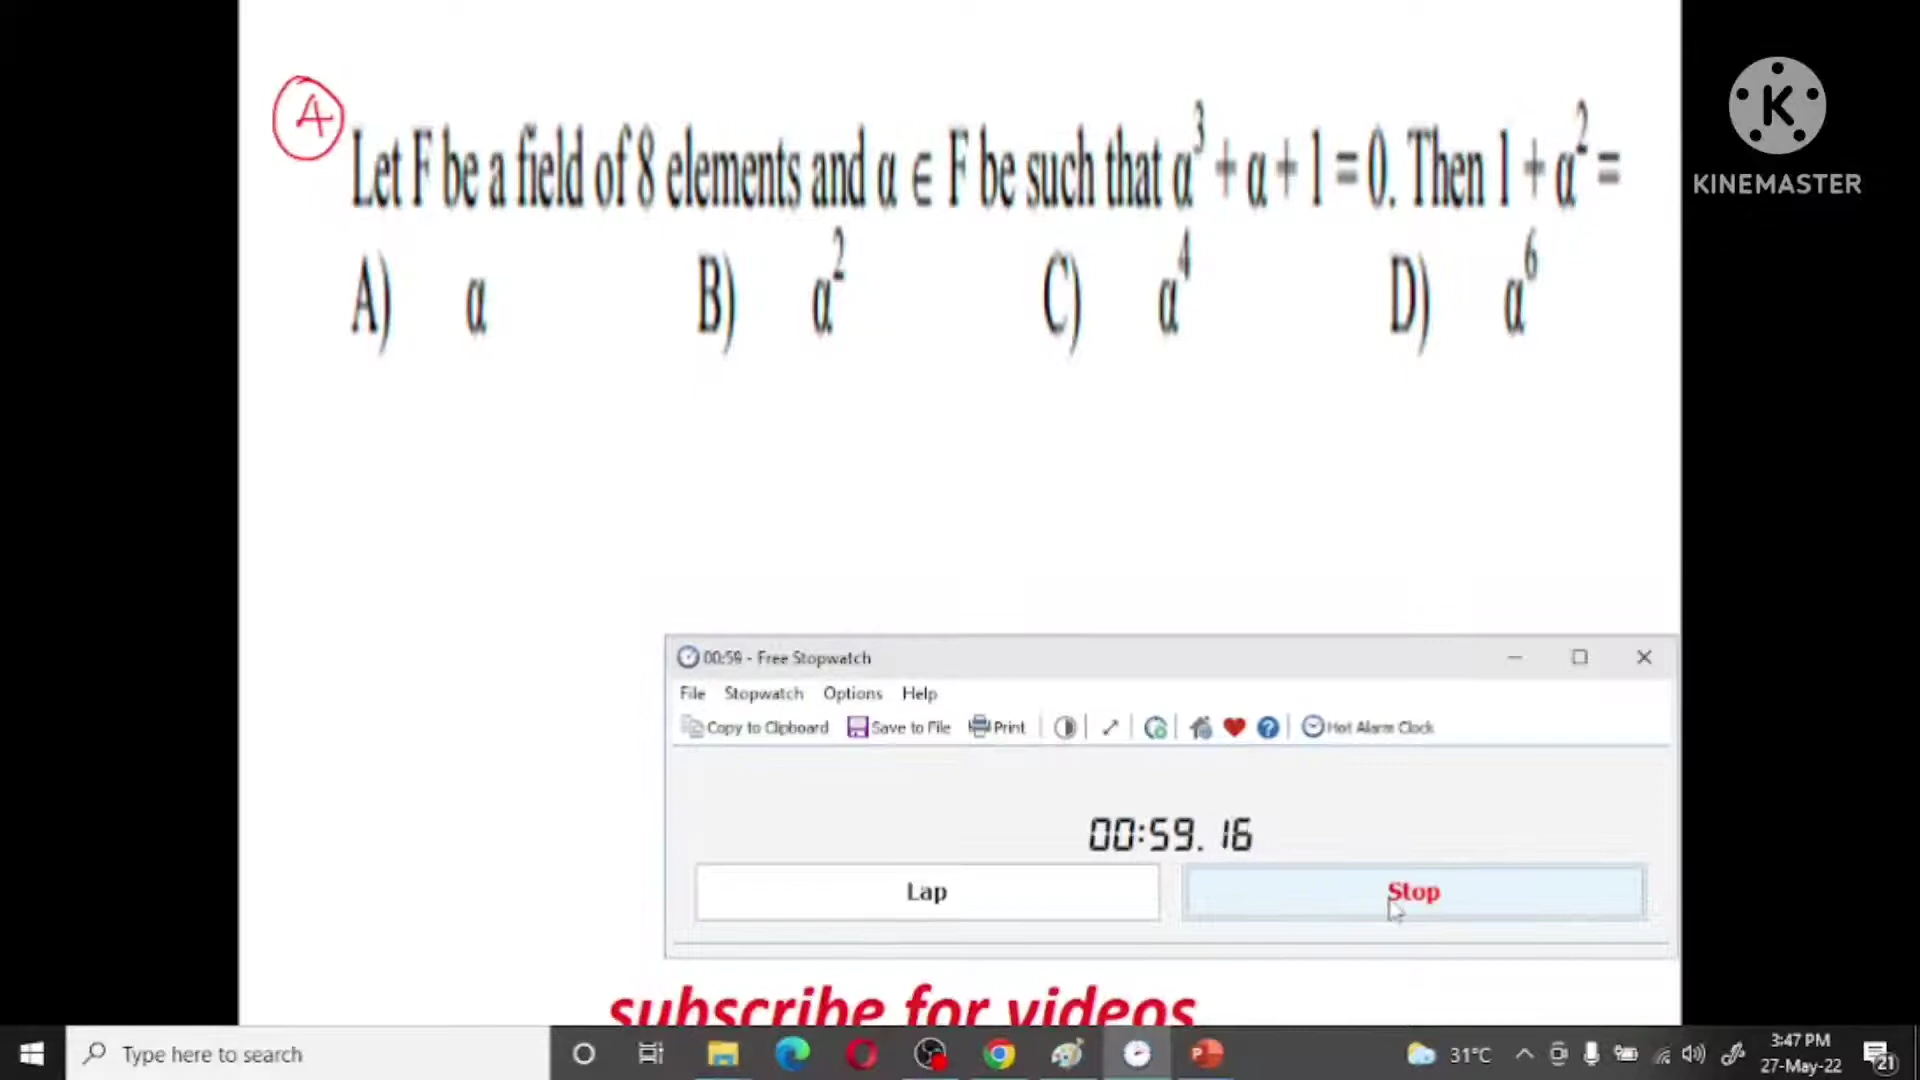 4
Let F be a field of 8 elements and α ∈ F be such that α³ + α + 1 = 0. Then 1 + α² =
A) α B) α² C) α⁴ D) α⁶
KINEMASTER
00:59 - Free Stopwatch
File Stopwatch Options Help
Copy to Clipboard Save to File Print Hot Alarm Clock
00:59.16
Lap Stop
subscribe for videos
Type here to search
31°C
3:47 PM
27-May-22
21